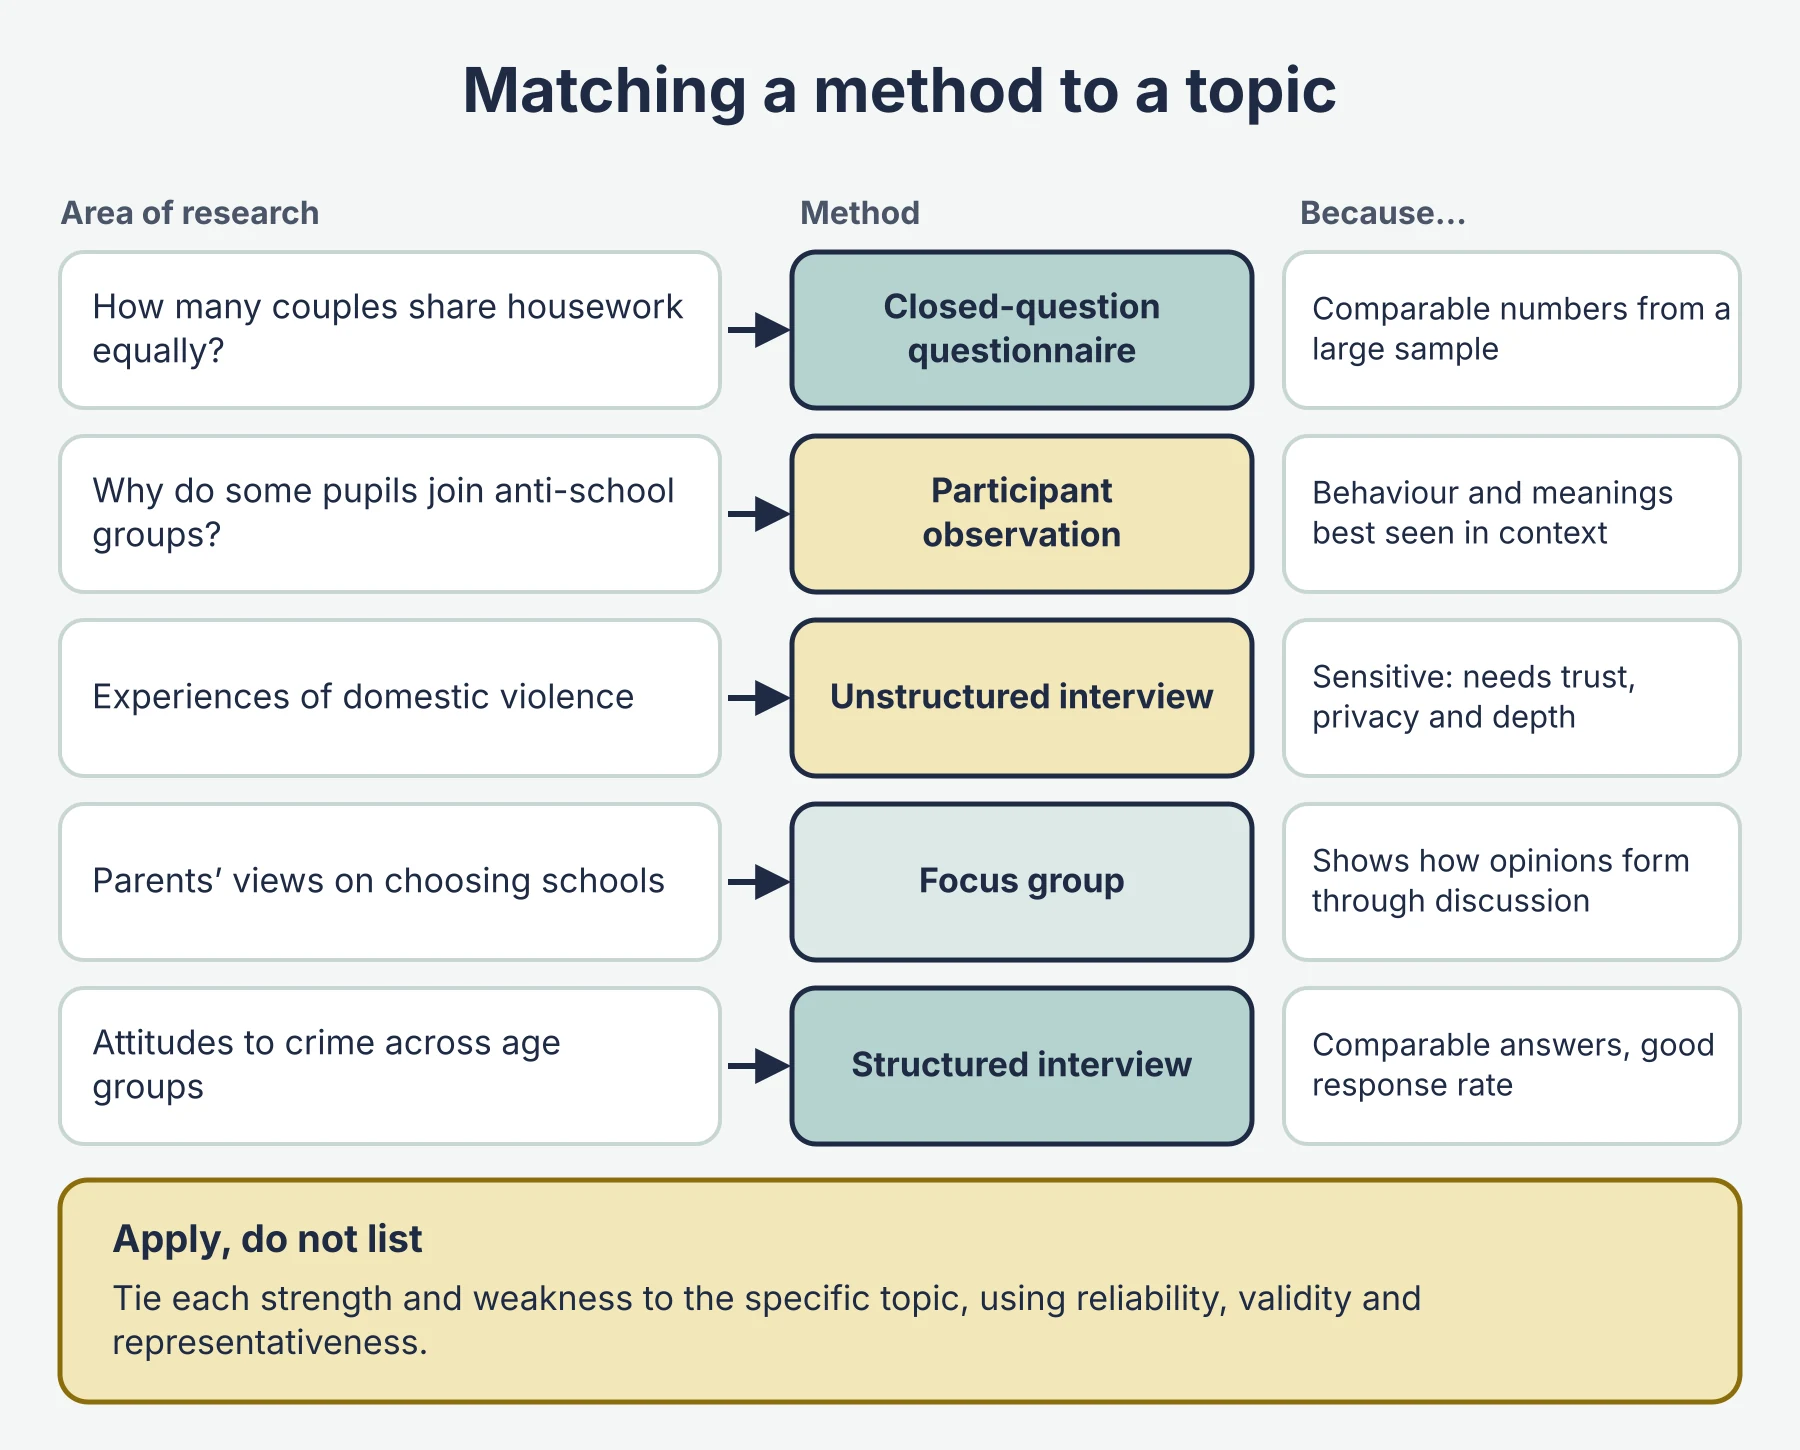 Matching a method to a topic
Area of research
Method
Because…
How many couples share housework
equally?
Closed-question
questionnaire
Comparable numbers from a
large sample
Why do some pupils join anti-school
groups?
Participant
observation
Behaviour and meanings
best seen in context
Experiences of domestic violence
Unstructured interview
Sensitive: needs trust,
privacy and depth
Parents’ views on choosing schools
Focus group
Shows how opinions form
through discussion
Attitudes to crime across age
groups
Structured interview
Comparable answers, good
response rate
Apply, do not list
Tie each strength and weakness to the specific topic, using reliability, validity and
representativeness.